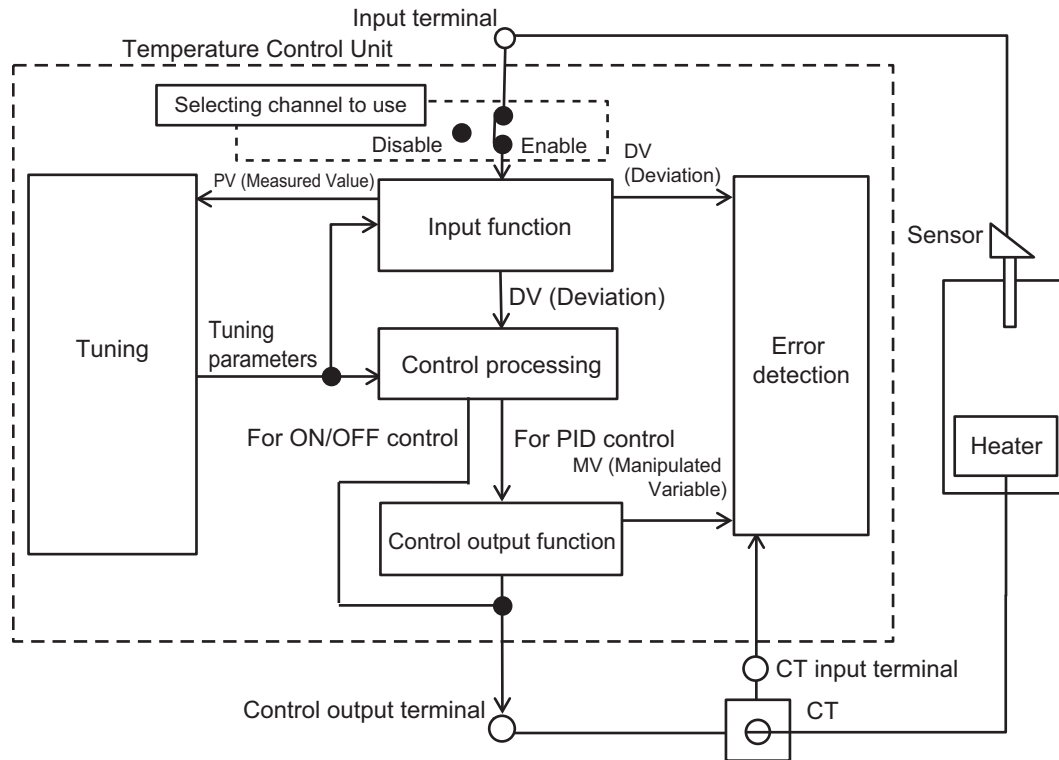 Input terminal
Temperature Control Unit
Selecting channel to use
Disable
Enable
DV
(Deviation)
PV (Measured Value)
Input function
Sensor
DV (Deviation)
Tuning
Tuning
parameters
Control processing
Error
detection
For ON/OFF control
For PID control
MV (Manipulated
Variable)
Heater
Control output function
CT input terminal
Control output terminal
CT